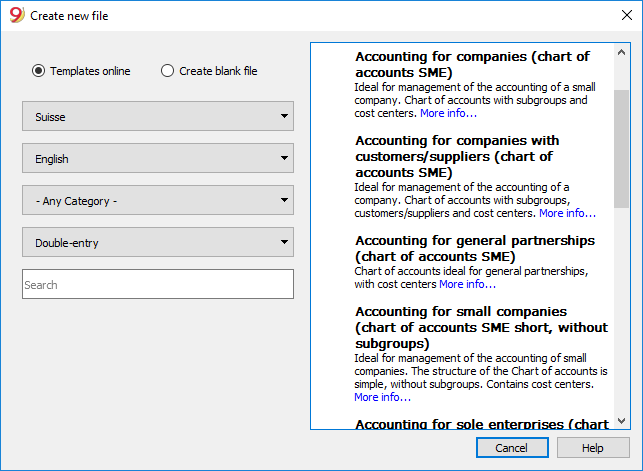 9 Create new file
Templates online
Create blank file
Suisse
English
- Any Category -
Double-entry
Search
Accounting for companies (chart of
accounts SME)
Ideal for management of the accounting of a small
company. Chart of accounts with subgroups and
cost centers. More info...
Accounting for companies with
customers/suppliers (chart of
accounts SME)
Ideal for management of the accounting of a
company. Chart of accounts with subgroups,
customers/suppliers and cost centers. More info...
Accounting for general partnerships
(chart of accounts SME)
Chart of accounts ideal for general partnerships,
with cost centers More info...
Accounting for small companies
(chart of accounts SME short, without
subgroups)
Ideal for management of the accounting of small
companies. The structure of the Chart of accounts is
simple, without subgroups. Contains cost centers.
More info...
Accounting for sole enterprises (chart
Cancel
Help